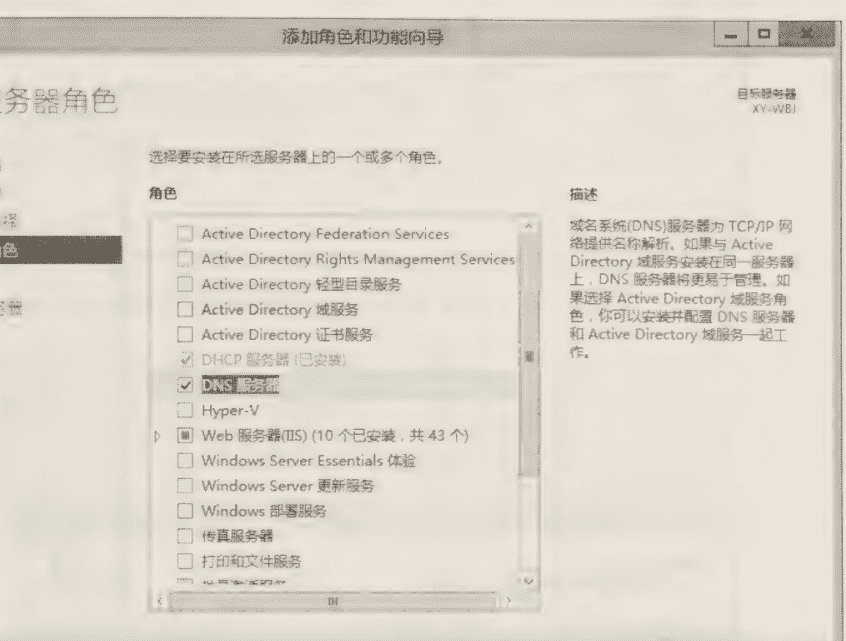 添加角色和功能向导
务器角色
目标服务器
XY-WBJ
选择要安装在所选服务器上的一个或多个角色。
角色
Active Directory Federation Services
Active Directory Rights Management Services
Active Directory 轻型目录服务
Active Directory 域服务
Active Directory 证书服务
DHCP 服务器 (已安装)
DNS 服务器
Hyper-V
Web 服务器(IIS) (10 个已安装，共 43 个)
Windows Server Essentials 体验
Windows Server 更新服务
Windows 部署服务
传真服务器
打印和文件服务
描述
域名系统(DNS)服务器为 TCP/IP 网
络提供名称解析。如果与 Active
Directory 域服务安装在同一服务器
上，DNS 服务器将更易于管理。如
果选择 Active Directory 域服务角
色，你可以安装并配置 DNS 服务器
和 Active Directory 域服务一起工
作。